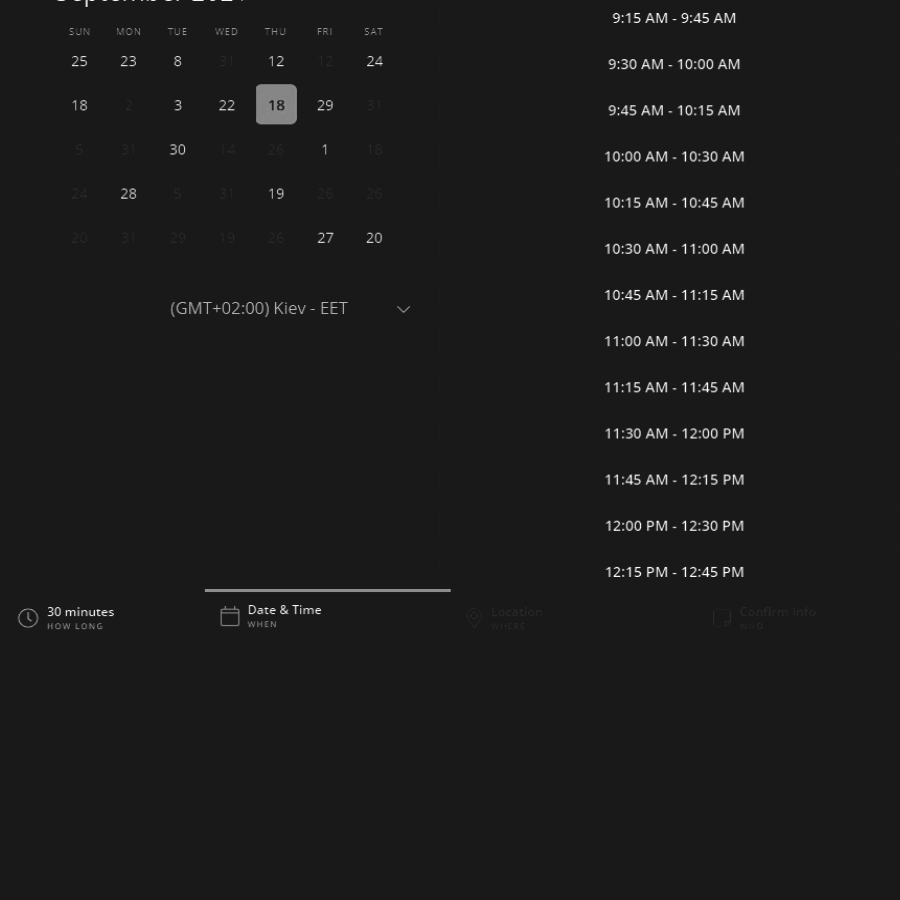 SUN MON TUE WED THU FRI SAT
25 23 8 31 12 12 24
18 2 3 22 18 29 31
5 31 30 14 26 1 18
24 28 5 31 19 26 26
20 31 29 19 26 27 20
(GMT+02:00) Kiev - EET
9:15 AM - 9:45 AM
9:30 AM - 10:00 AM
9:45 AM - 10:15 AM
10:00 AM - 10:30 AM
10:15 AM - 10:45 AM
10:30 AM - 11:00 AM
10:45 AM - 11:15 AM
11:00 AM - 11:30 AM
11:15 AM - 11:45 AM
11:30 AM - 12:00 PM
11:45 AM - 12:15 PM
12:00 PM - 12:30 PM
12:15 PM - 12:45 PM
30 minutes
HOW LONG
Date & Time
WHEN
Location
WHERE
Confirm Info
WHO